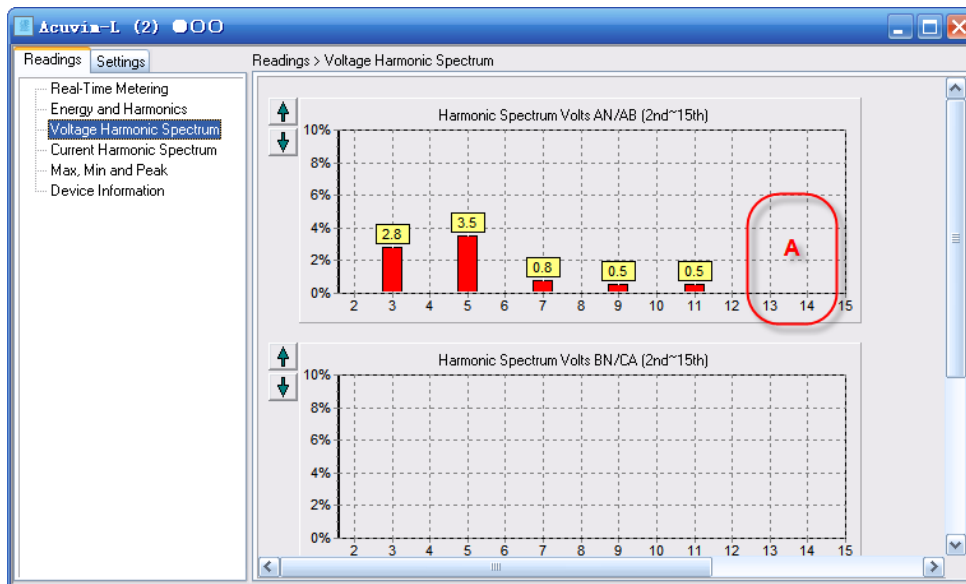 Acuvim-L (2)
Readings
Settings
Readings > Voltage Harmonic Spectrum
Real-Time Metering
Energy and Harmonics
Voltage Harmonic Spectrum
Current Harmonic Spectrum
Max, Min and Peak
Device Information
Harmonic Spectrum Volts AN/AB (2nd~15th)
10%
8%
6%
4%
2%
0%
2.8
3.5
0.8
0.5
0.5
A
2 3 4 5 6 7 8 9 10 11 12 13 14 15
Harmonic Spectrum Volts BN/CA (2nd~15th)
10%
8%
6%
4%
2%
0%
2 3 4 5 6 7 8 9 10 11 12 13 14 15